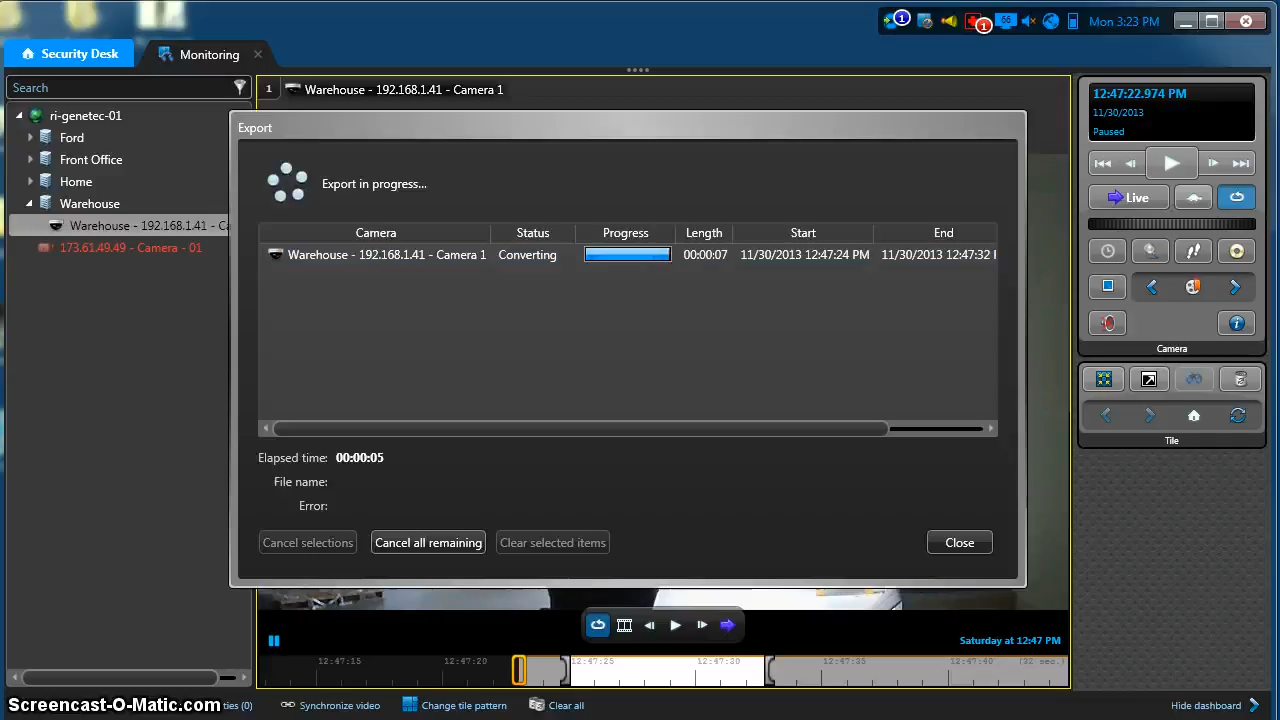 1
1
66
Mon 3:23 PM
Security Desk
Monitoring
Search
1
Warehouse - 192.168.1.41 - Camera 1
12:47:22.974 PM
11/30/2013
Paused
ri-genetec-01
Ford
Front Office
Home
Warehouse
Warehouse - 192.168.1.41 - Ca
173.61.49.49 - Camera - 01
Export
Export in progress...
Camera Status Progress Length Start End
Warehouse - 192.168.1.41 - Camera 1 Converting 00:00:07 11/30/2013 12:47:24 PM 11/30/2013 12:47:32 P
Elapsed time: 00:00:05
File name:
Error:
Cancel selections Cancel all remaining Clear selected items Close
Live
Camera
Tile
Saturday at 12:47 PM
12:47:15 12:47:20 12:47:25 12:47:30 12:47:35 12:47:40 (32 sec.)
Screencast-O-Matic.com
ties (0)
Synchronize video
Change tile pattern
Clear all
Hide dashboard